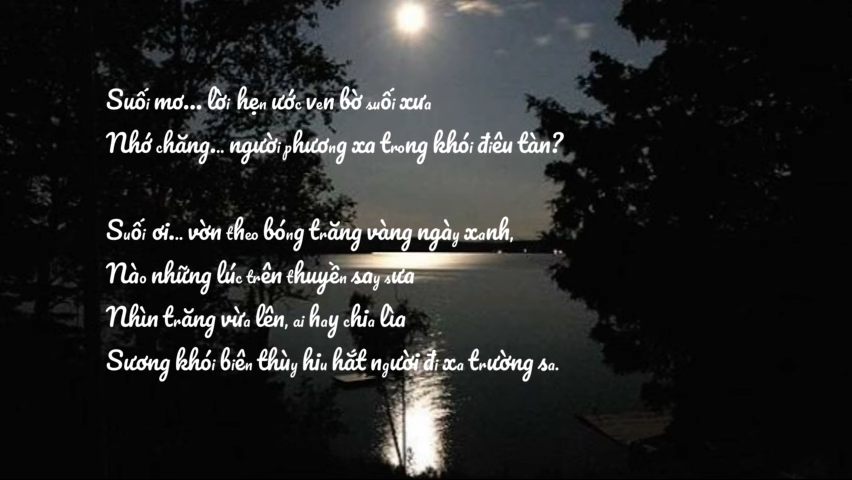 Suối mơ... lời hẹn ước ven bờ suối xưa
Nhớ chăng... người phương xa trong khói điêu tàn?
Suối ơi... vờn theo bóng trăng vàng ngày xanh,
Nào những lúc trên thuyền say sưa
Nhìn trăng vừa lên, ai hay chia lìa
Sương khói biên thùy hiu hắt người đi xa trường sa.